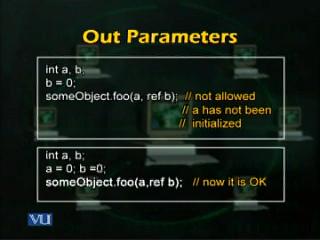 Out Parameters
int a, b;
b = 0;
someObject.foo(a, ref b); // not allowed
// a has not been
// initialized
int a, b;
a = 0; b =0;
someObject.foo(a,ref b); // now it is OK
VU